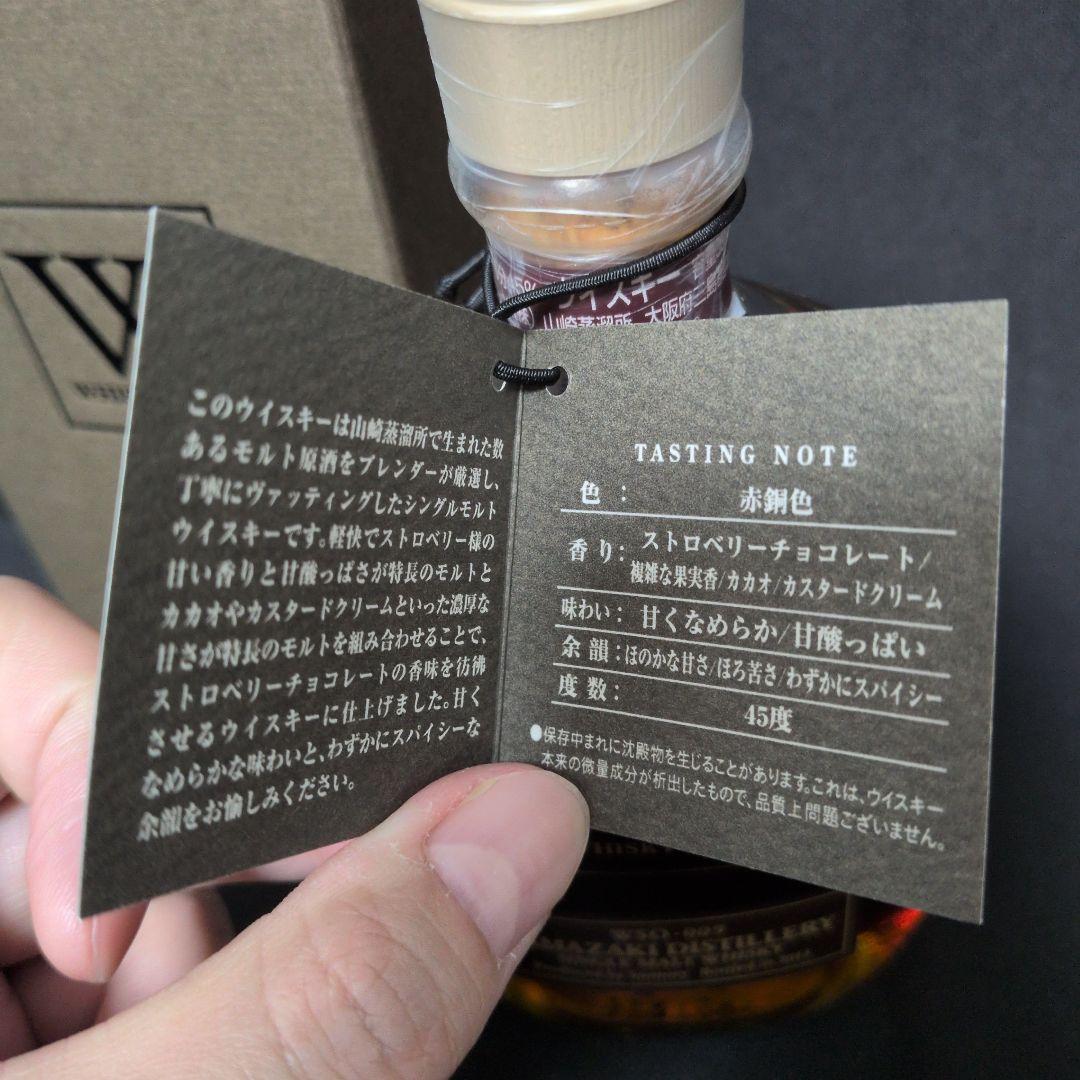 W
ウイスキー
山崎蒸溜所 大阪府三島
このウイスキーは山崎蒸溜所で生まれた数
あるモルト原酒をブレンダーが厳選し、
丁寧にヴァッティングしたシングルモルト
ウイスキーです。軽快でストロベリー様の
甘い香りと甘酸っぱさが特長のモルトと
カカオやカスタードクリームといった濃厚な
甘さが特長のモルトを組み合わせることで、
ストロベリーチョコレートの香味を彷彿
させるウイスキーに仕上げました。甘く
なめらかな味わいと、わずかにスパイシーな
余韻をお愉しみください。
TASTING NOTE
色： 赤銅色
香り：ストロベリーチョコレート/
複雑な果実香/カカオ/カスタードクリーム
味わい：甘くなめらか/甘酸っぱい
余韻：ほのかな甘さ/ほろ苦さ/わずかにスパイシー
度数： 45度
●保存中まれに沈殿物を生じることがあります。これは、ウイスキー
本来の微量成分が析出したもので、品質上問題ございません。
AMAZAKI DISTILLERY
SINGLE MALT WHISKY